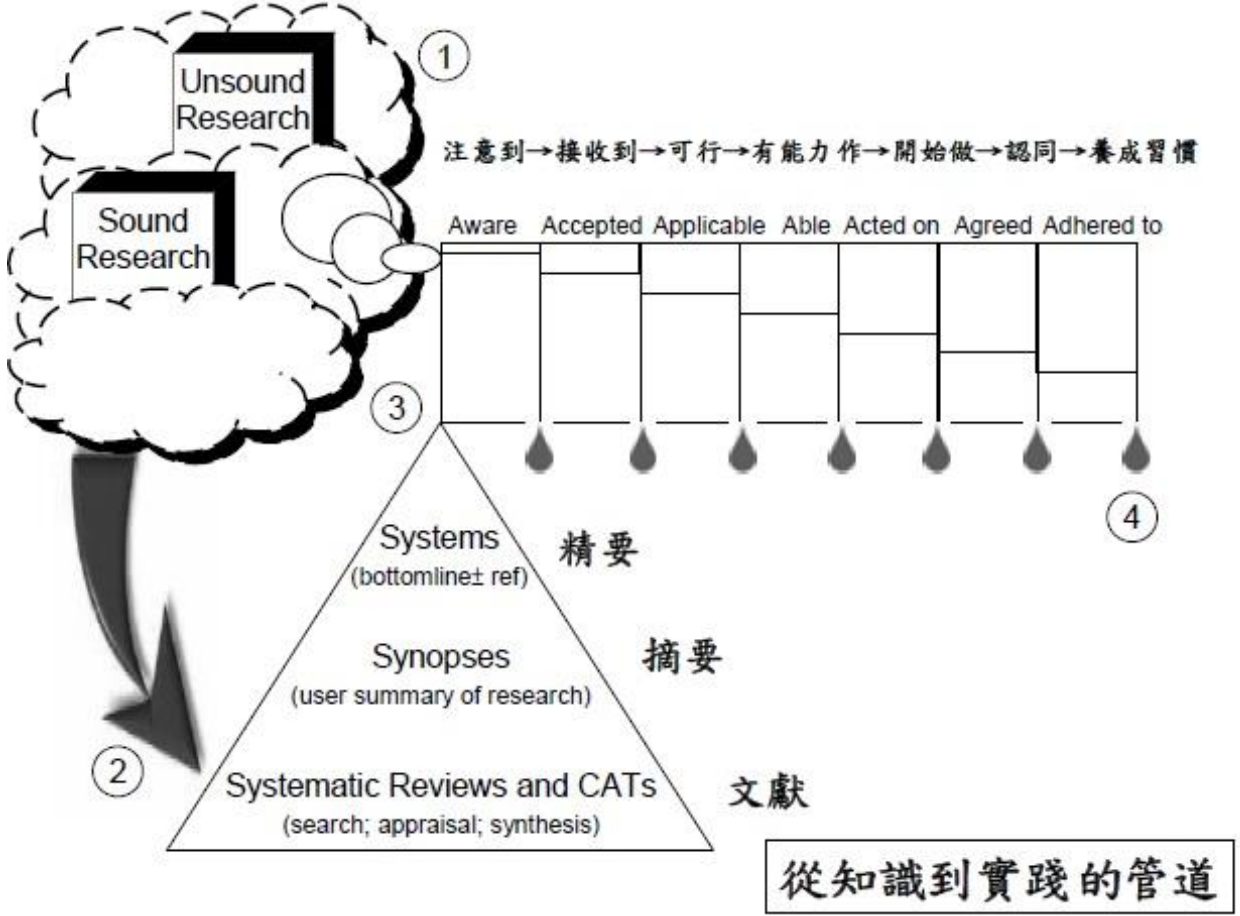 Unsound
Research
①
Sound
Research
注意到→接收到→可行→有能力作→開始做→認同→養成習慣
Aware Accepted Applicable Able Acted on Agreed Adhered to
③
④
Systems
(bottomline± ref)
精要
Synopses
(user summary of research)
摘要
②
Systematic Reviews and CATs
(search; appraisal; synthesis)
文獻
從知識到實踐的管道